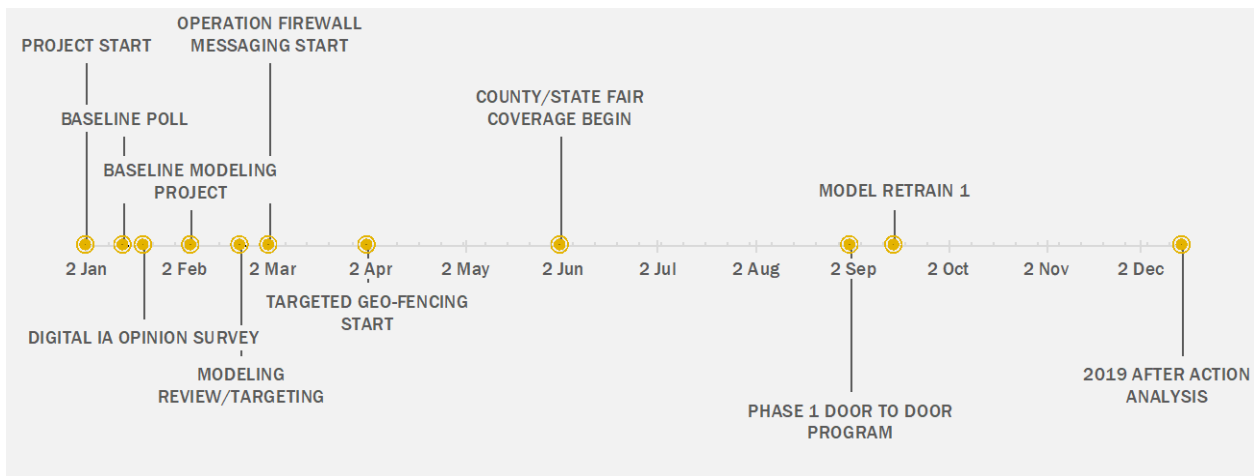 OPERATION FIREWALL
MESSAGING START
PROJECT START
COUNTY/STATE FAIR
COVERAGE BEGIN
BASELINE POLL
BASELINE MODELING
PROJECT
MODEL RETRAIN 1
2 Jan
2 Feb
2 Mar
2 Apr
2 May
2 Jun
2 Jul
2 Aug
2 Sep
2 Oct
2 Nov
2 Dec
TARGETED GEO-FENCING
START
DIGITAL IA OPINION SURVEY
MODELING
REVIEW/TARGETING
2019 AFTER ACTION
ANALYSIS
PHASE 1 DOOR TO DOOR
PROGRAM